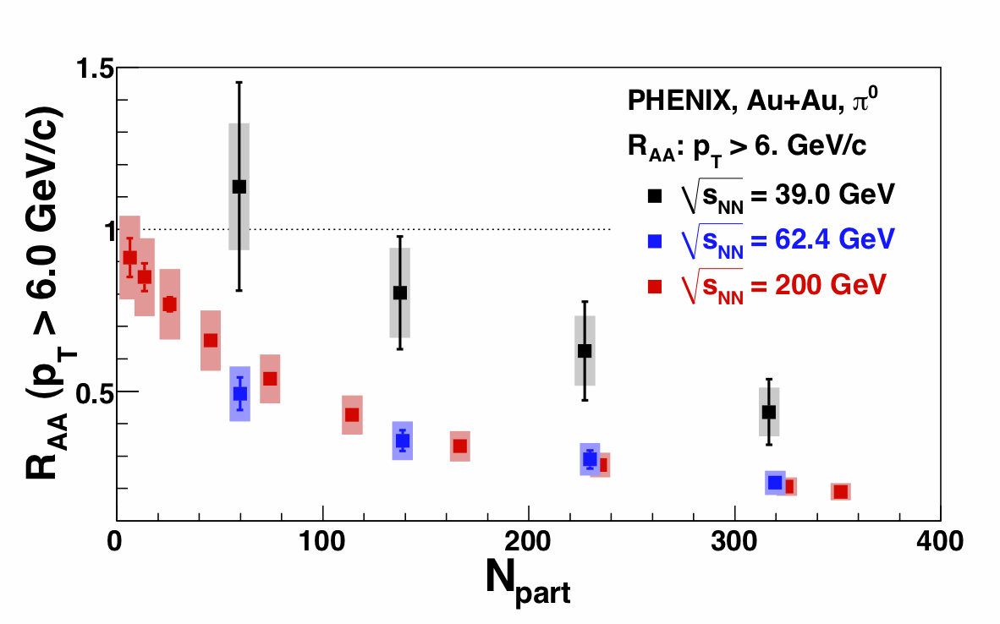 1.5
1
0.5
R_AA (p_T > 6.0 GeV/c)
PHENIX, Au+Au, π⁰
R_AA: p_T > 6. GeV/c
√s_NN = 39.0 GeV
√s_NN = 62.4 GeV
√s_NN = 200 GeV
0 100 200 300 400
N_part